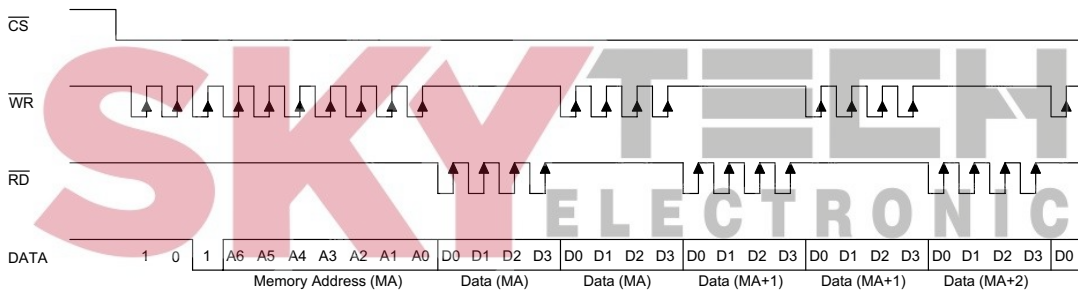 CS
SKYTECH
WR
RD
ELECTRONIC
DATA 1 0 1 A6 A5 A4 A3 A2 A1 A0 D0 D1 D2 D3 D0 D1 D2 D3 D0 D1 D2 D3 D0 D1 D2 D3 D0 D1 D2 D3 D0
Memory Address (MA) Data (MA) Data (MA) Data (MA+1) Data (MA+1) Data (MA+2)